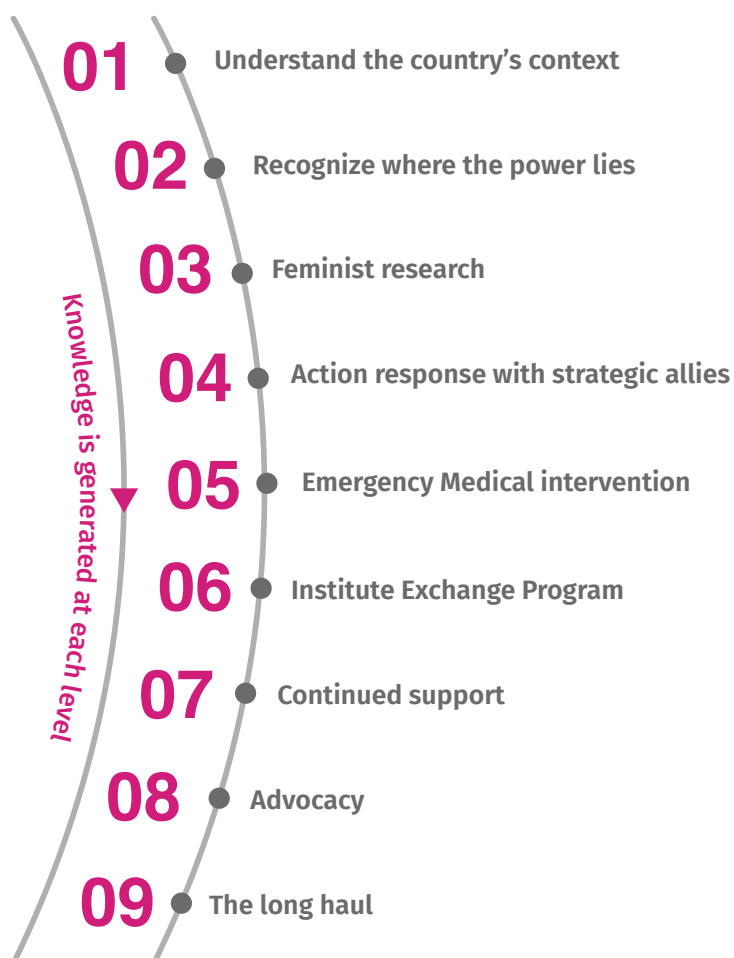 01 Understand the country’s context
02 Recognize where the power lies
03 Feminist research
04 Action response with strategic allies
05 Emergency Medical intervention
06 Institute Exchange Program
07 Continued support
08 Advocacy
09 The long haul
Knowledge is generated at each level